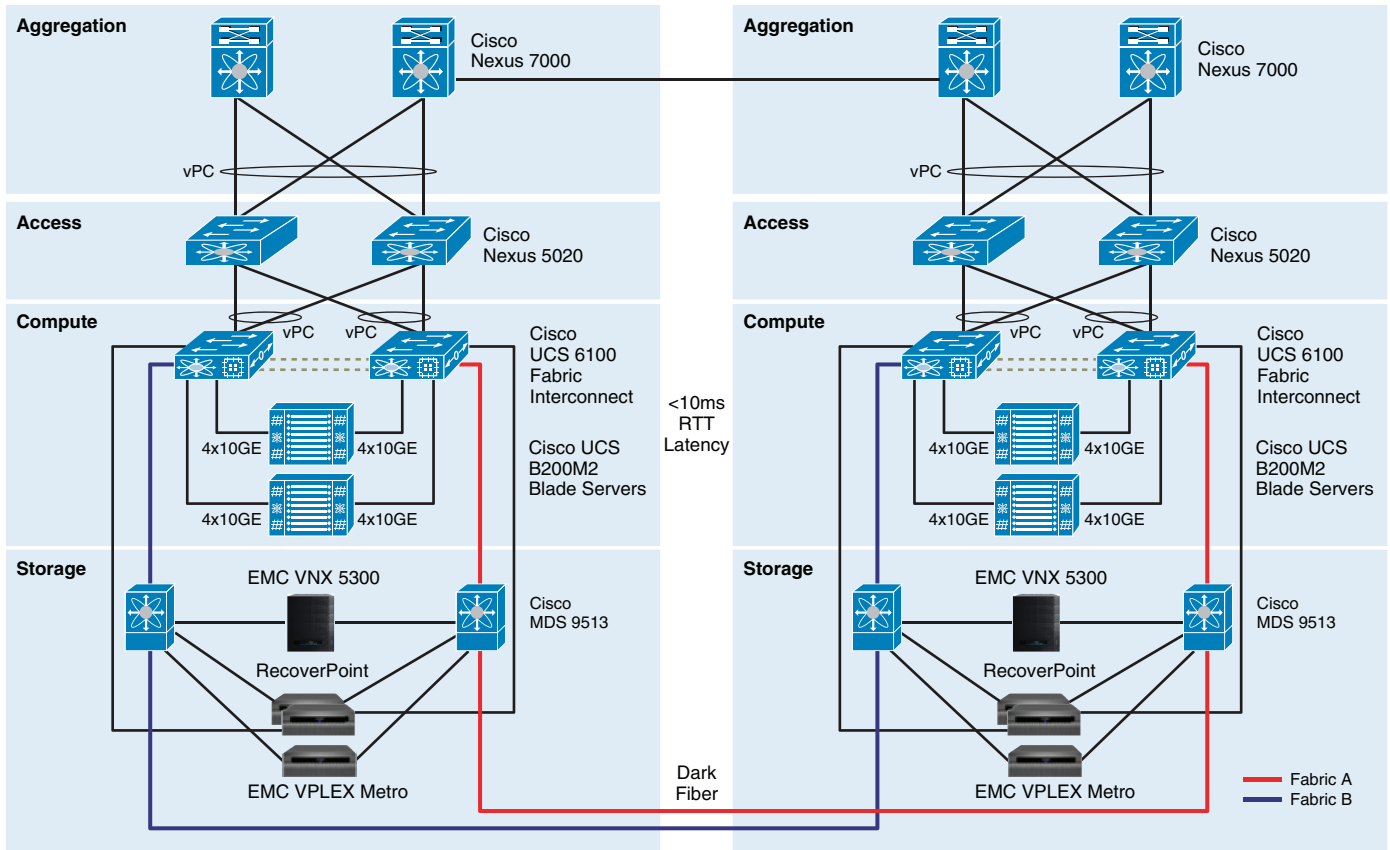 Aggregation
Cisco
Nexus 7000
vPC
Access
Cisco
Nexus 5020
Compute
vPC
vPC
Cisco
UCS 6100
Fabric
Interconnect
4x10GE
4x10GE
Cisco UCS
B200M2
Blade Servers
4x10GE
4x10GE
Storage
EMC VNX 5300
Cisco
MDS 9513
RecoverPoint
EMC VPLEX Metro
<10ms
RTT
Latency
Dark
Fiber
Aggregation
Cisco
Nexus 7000
vPC
Access
Cisco
Nexus 5020
Compute
vPC
vPC
Cisco
UCS 6100
Fabric
Interconnect
4x10GE
4x10GE
Cisco UCS
B200M2
Blade Servers
4x10GE
4x10GE
Storage
EMC VNX 5300
Cisco
MDS 9513
RecoverPoint
EMC VPLEX Metro
Fabric A
Fabric B